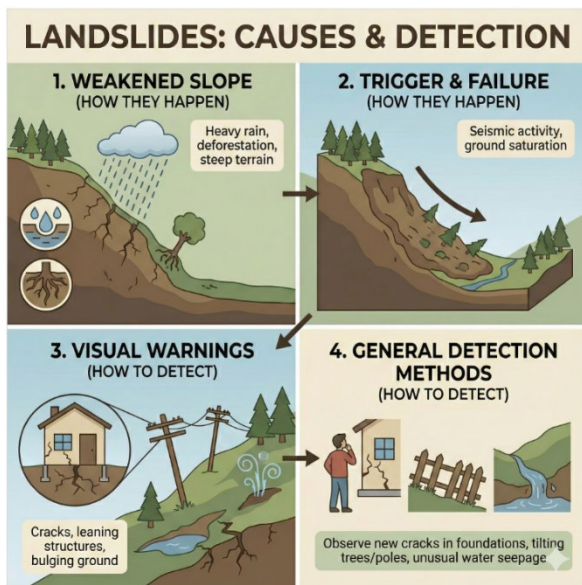 LANDSLIDES: CAUSES & DETECTION
1. WEAKENED SLOPE
(HOW THEY HAPPEN)
Heavy rain,
deforestation,
steep terrain
2. TRIGGER & FAILURE
(HOW THEY HAPPEN)
Seismic activity,
ground saturation
3. VISUAL WARNINGS
(HOW TO DETECT)
Cracks, leaning
structures,
bulging ground
4. GENERAL DETECTION
METHODS
(HOW TO DETECT)
Observe new cracks in foundations, tilting
trees/poles, unusual water seepage